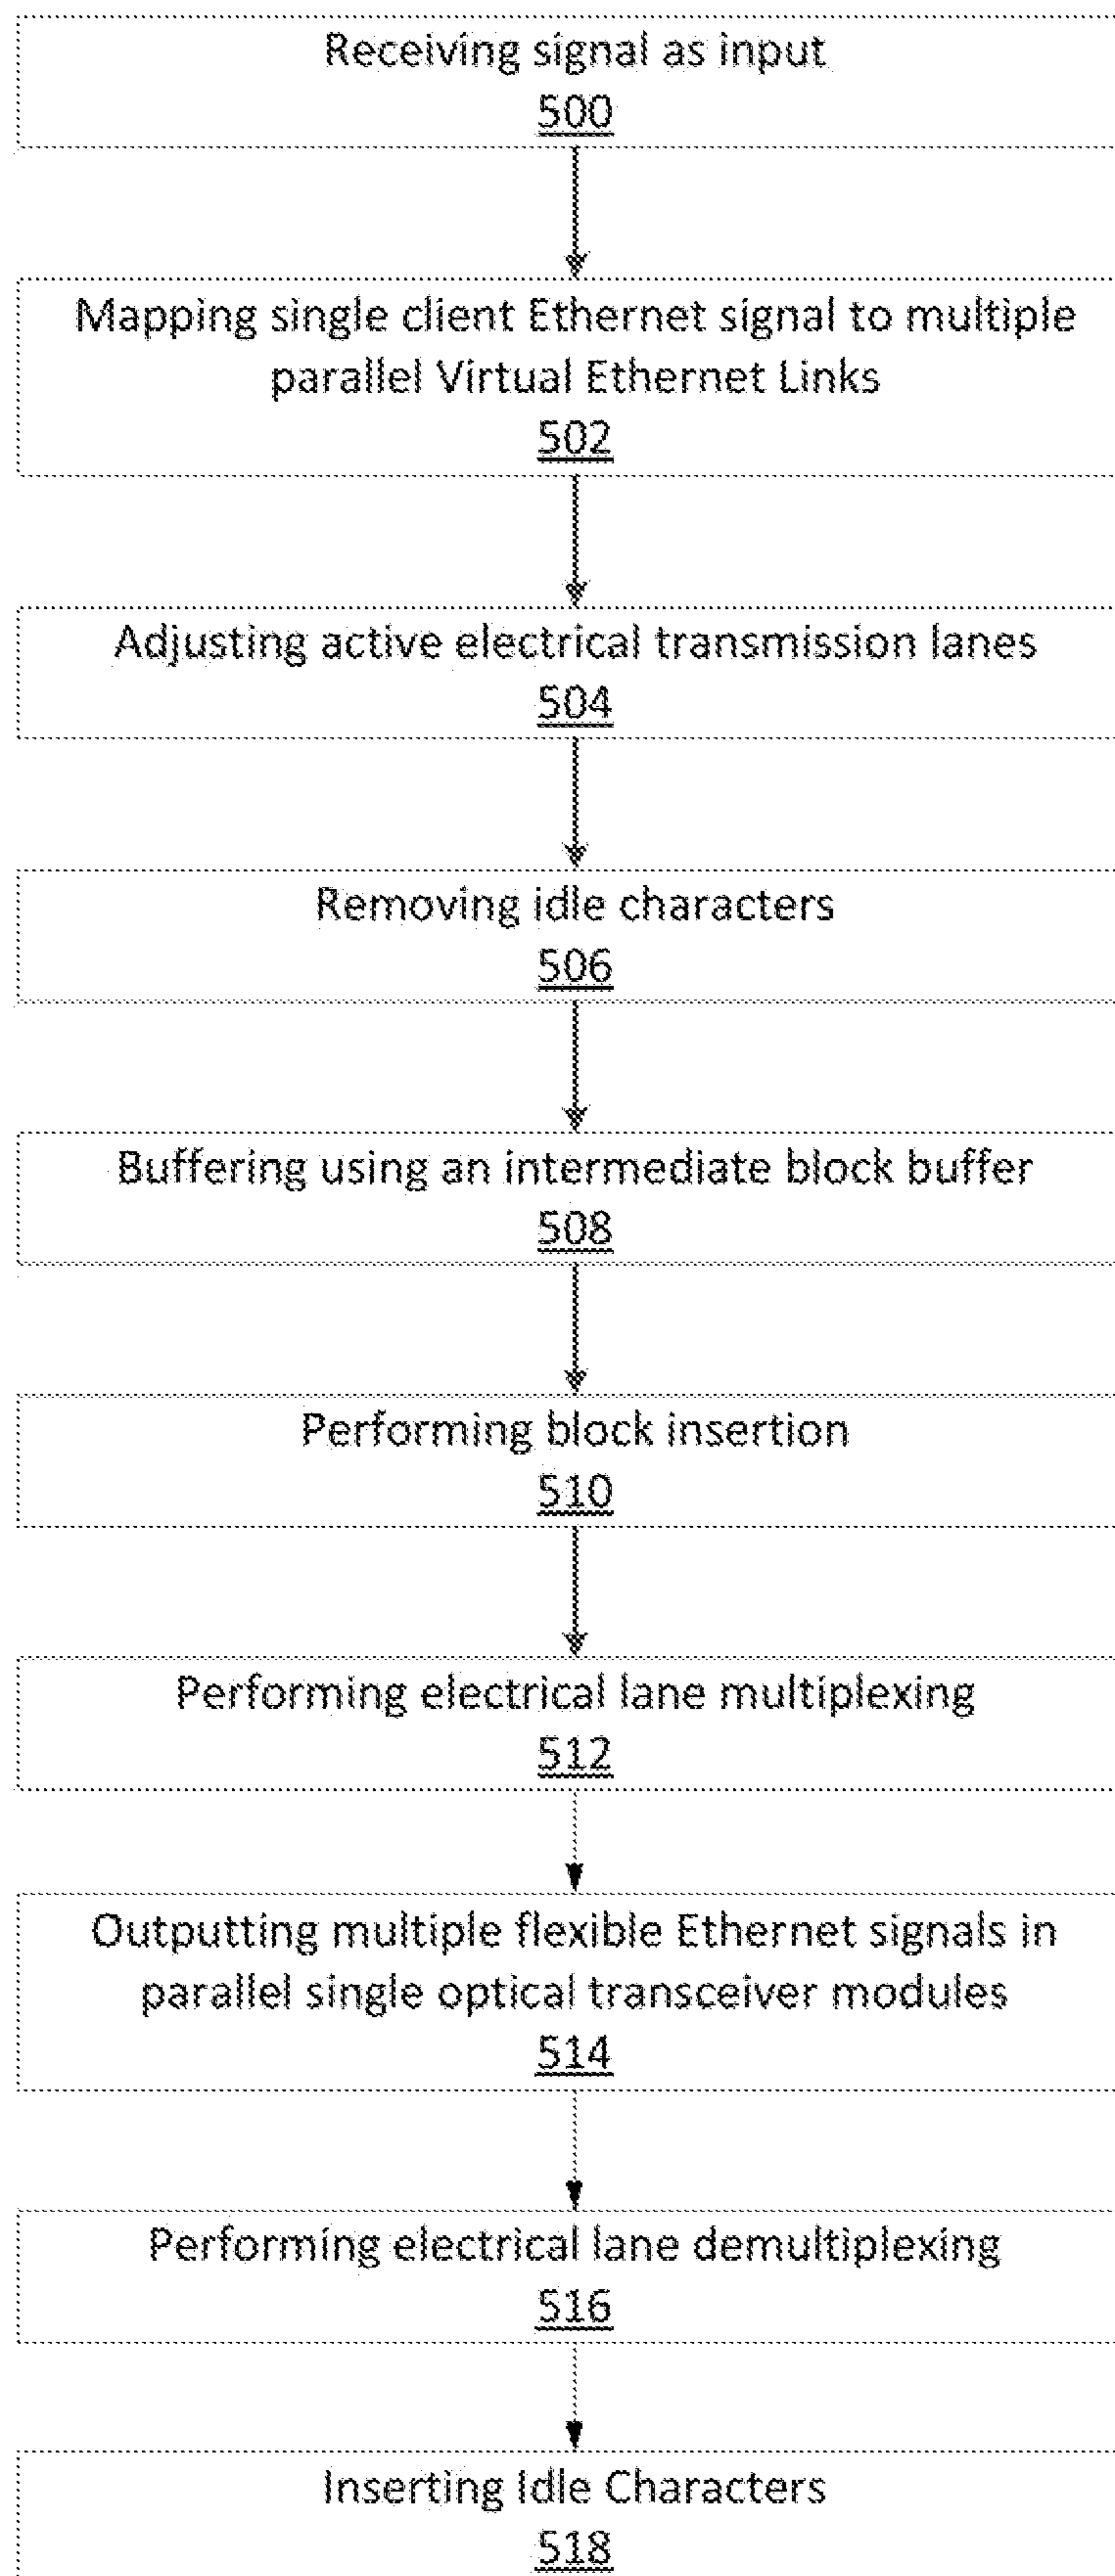 Receiving signal as input
500
Mapping single client Ethernet signal to multiple
parallel Virtual Ethernet Links
502
Adjusting active electrical transmission lanes
504
Removing idle characters
506
Buffering using an intermediate block buffer
508
Performing block insertion
510
Performing electrical lane multiplexing
512
Outputting multiple flexible Ethernet signals in
parallel single optical transceiver modules
514
Performing electrical lane demultiplexing
516
Inserting Idle Characters
518